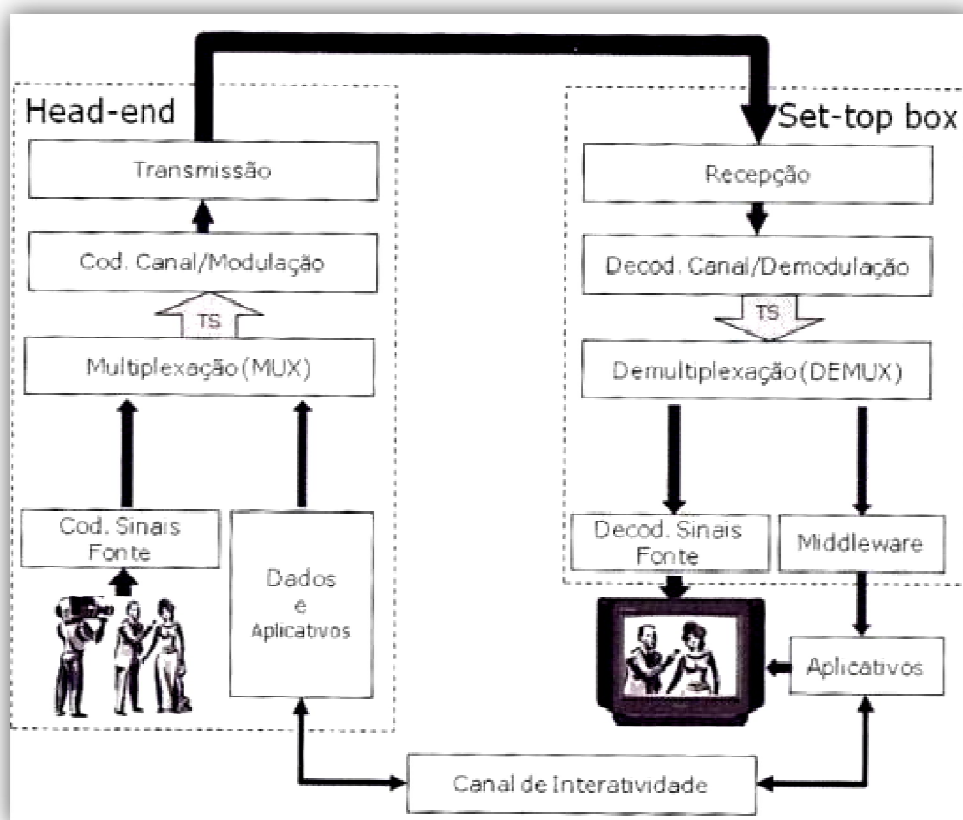 Head-end
Transmissão
Cod. Canal/Modulação
TS
Multiplexação(MUX)
Cod. Sinais
Fonte
Dados
e
Aplicativos
Set-top box
Recepção
Decod. Canal/Demodulação
TS
Demultiplexação(DEMUX)
Decod. Sinais
Fonte
Middleware
Aplicativos
Canal de Interatividade